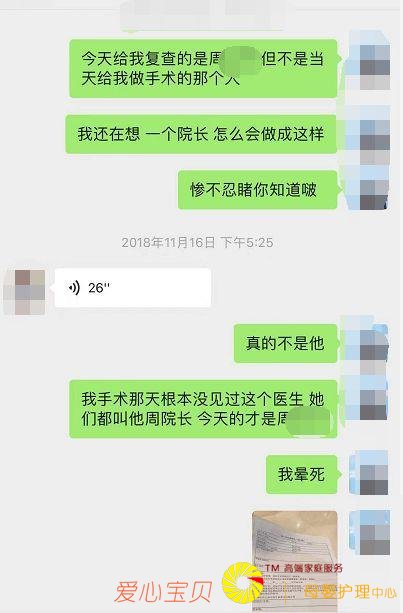 今天给我复查的是周 但不是当
天给我做手术的那个人
我还在想 一个院长 怎么会做成这样
惨不忍睹你知道啵
2018年11月16日 下午5:25
26''
真的不是他
我手术那天根本没见过这个医生 她
们都叫他周院长 今天的才是周
我晕死
TM 高端家庭服务
爱心宝贝
母婴护理中心